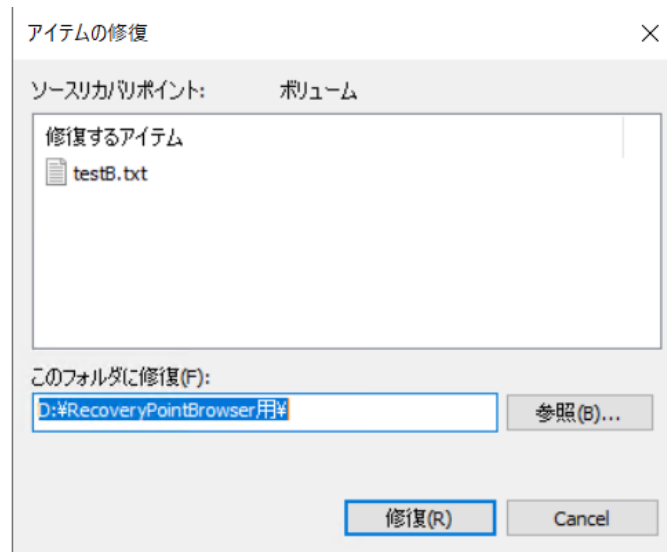 アイテムの修復
ソースリカバリポイント: ボリューム
修復するアイテム
testB.txt
このフォルダに修復(F):
D:¥RecoveryPointBrowser用¥
参照(B)...
修復(R)
Cancel